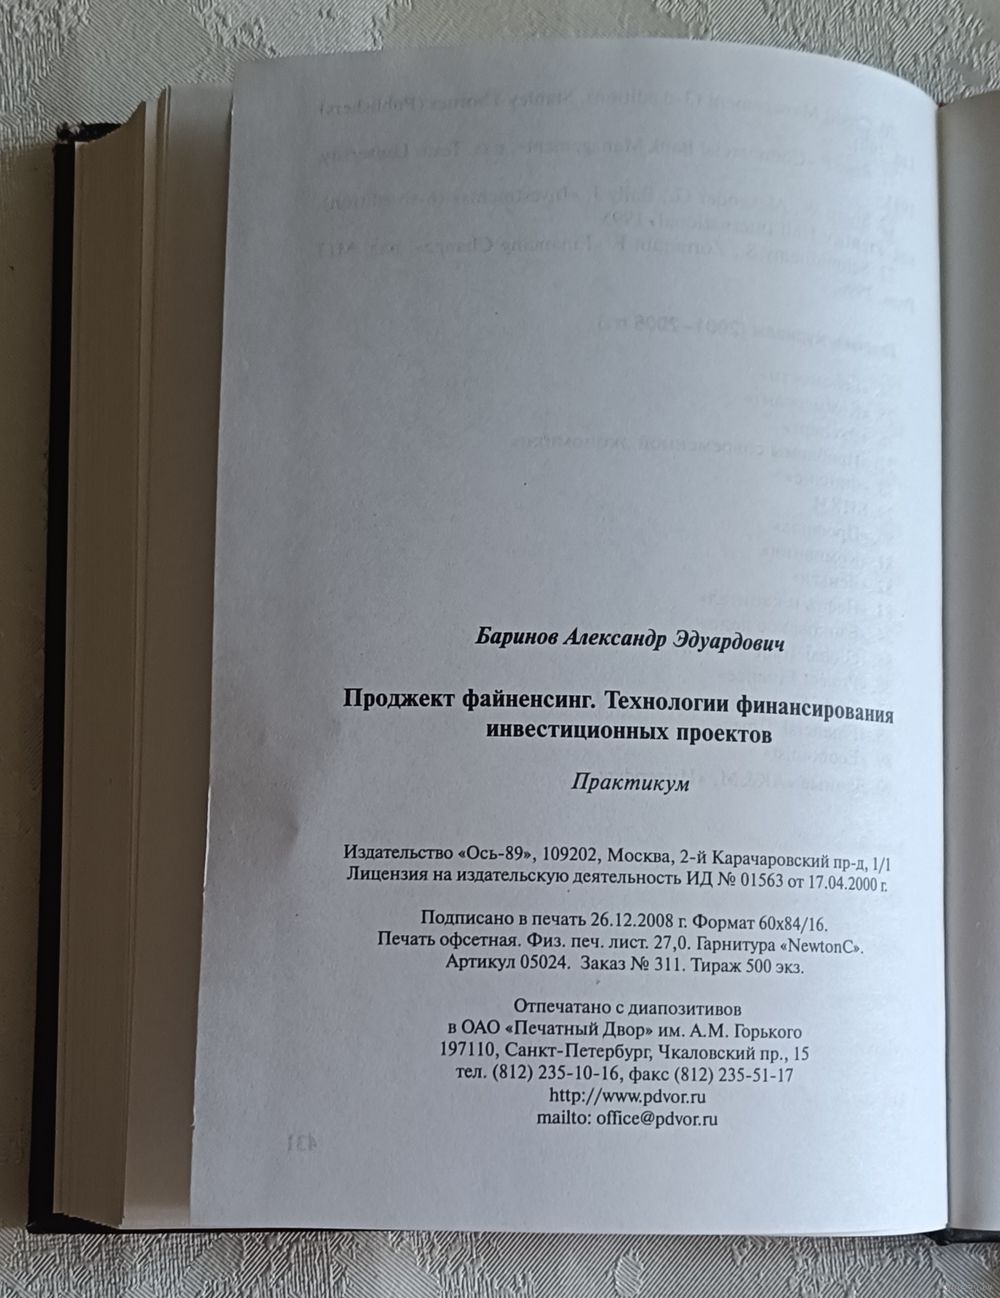 Баринов Александр Эдуардович
Проджект файненсинг. Технологии финансирования
инвестиционных проектов
Практикум
Издательство «Ось-89», 109202, Москва, 2-й Карачаровский пр-д, 1/1
Лицензия на издательскую деятельность ИД № 01563 от 17.04.2000 г.
Подписано в печать 26.12.2008 г. Формат 60х84/16.
Печать офсетная. Физ. печ. лист. 27,0. Гарнитура «NewtonC».
Артикул 05024. Заказ № 311. Тираж 500 экз.
Отпечатано с диапозитивов
в ОАО «Печатный Двор» им. А.М. Горького
197110, Санкт-Петербург, Чкаловский пр., 15
тел. (812) 235-10-16, факс (812) 235-51-17
http://www.pdvor.ru
mailto: office@pdvor.ru
431